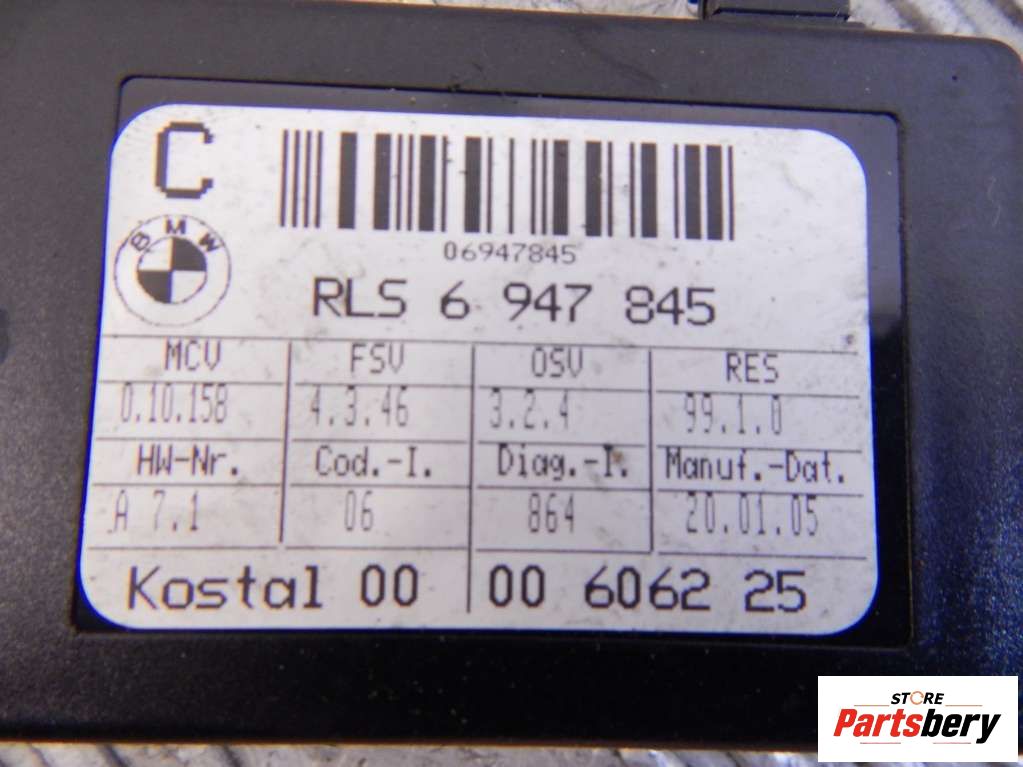 C
BMW
06947845
RLS 6 947 845
MCV FSV OSV RES
0.10.158 4.3.46 3.2.4 99.1.0
HW-Nr. Cod.-I. Diag.-I. Manuf.-Dat.
A 7.1 06 864 20.01.05
Kostal 00 00 6062 25
STORE
Partsbery